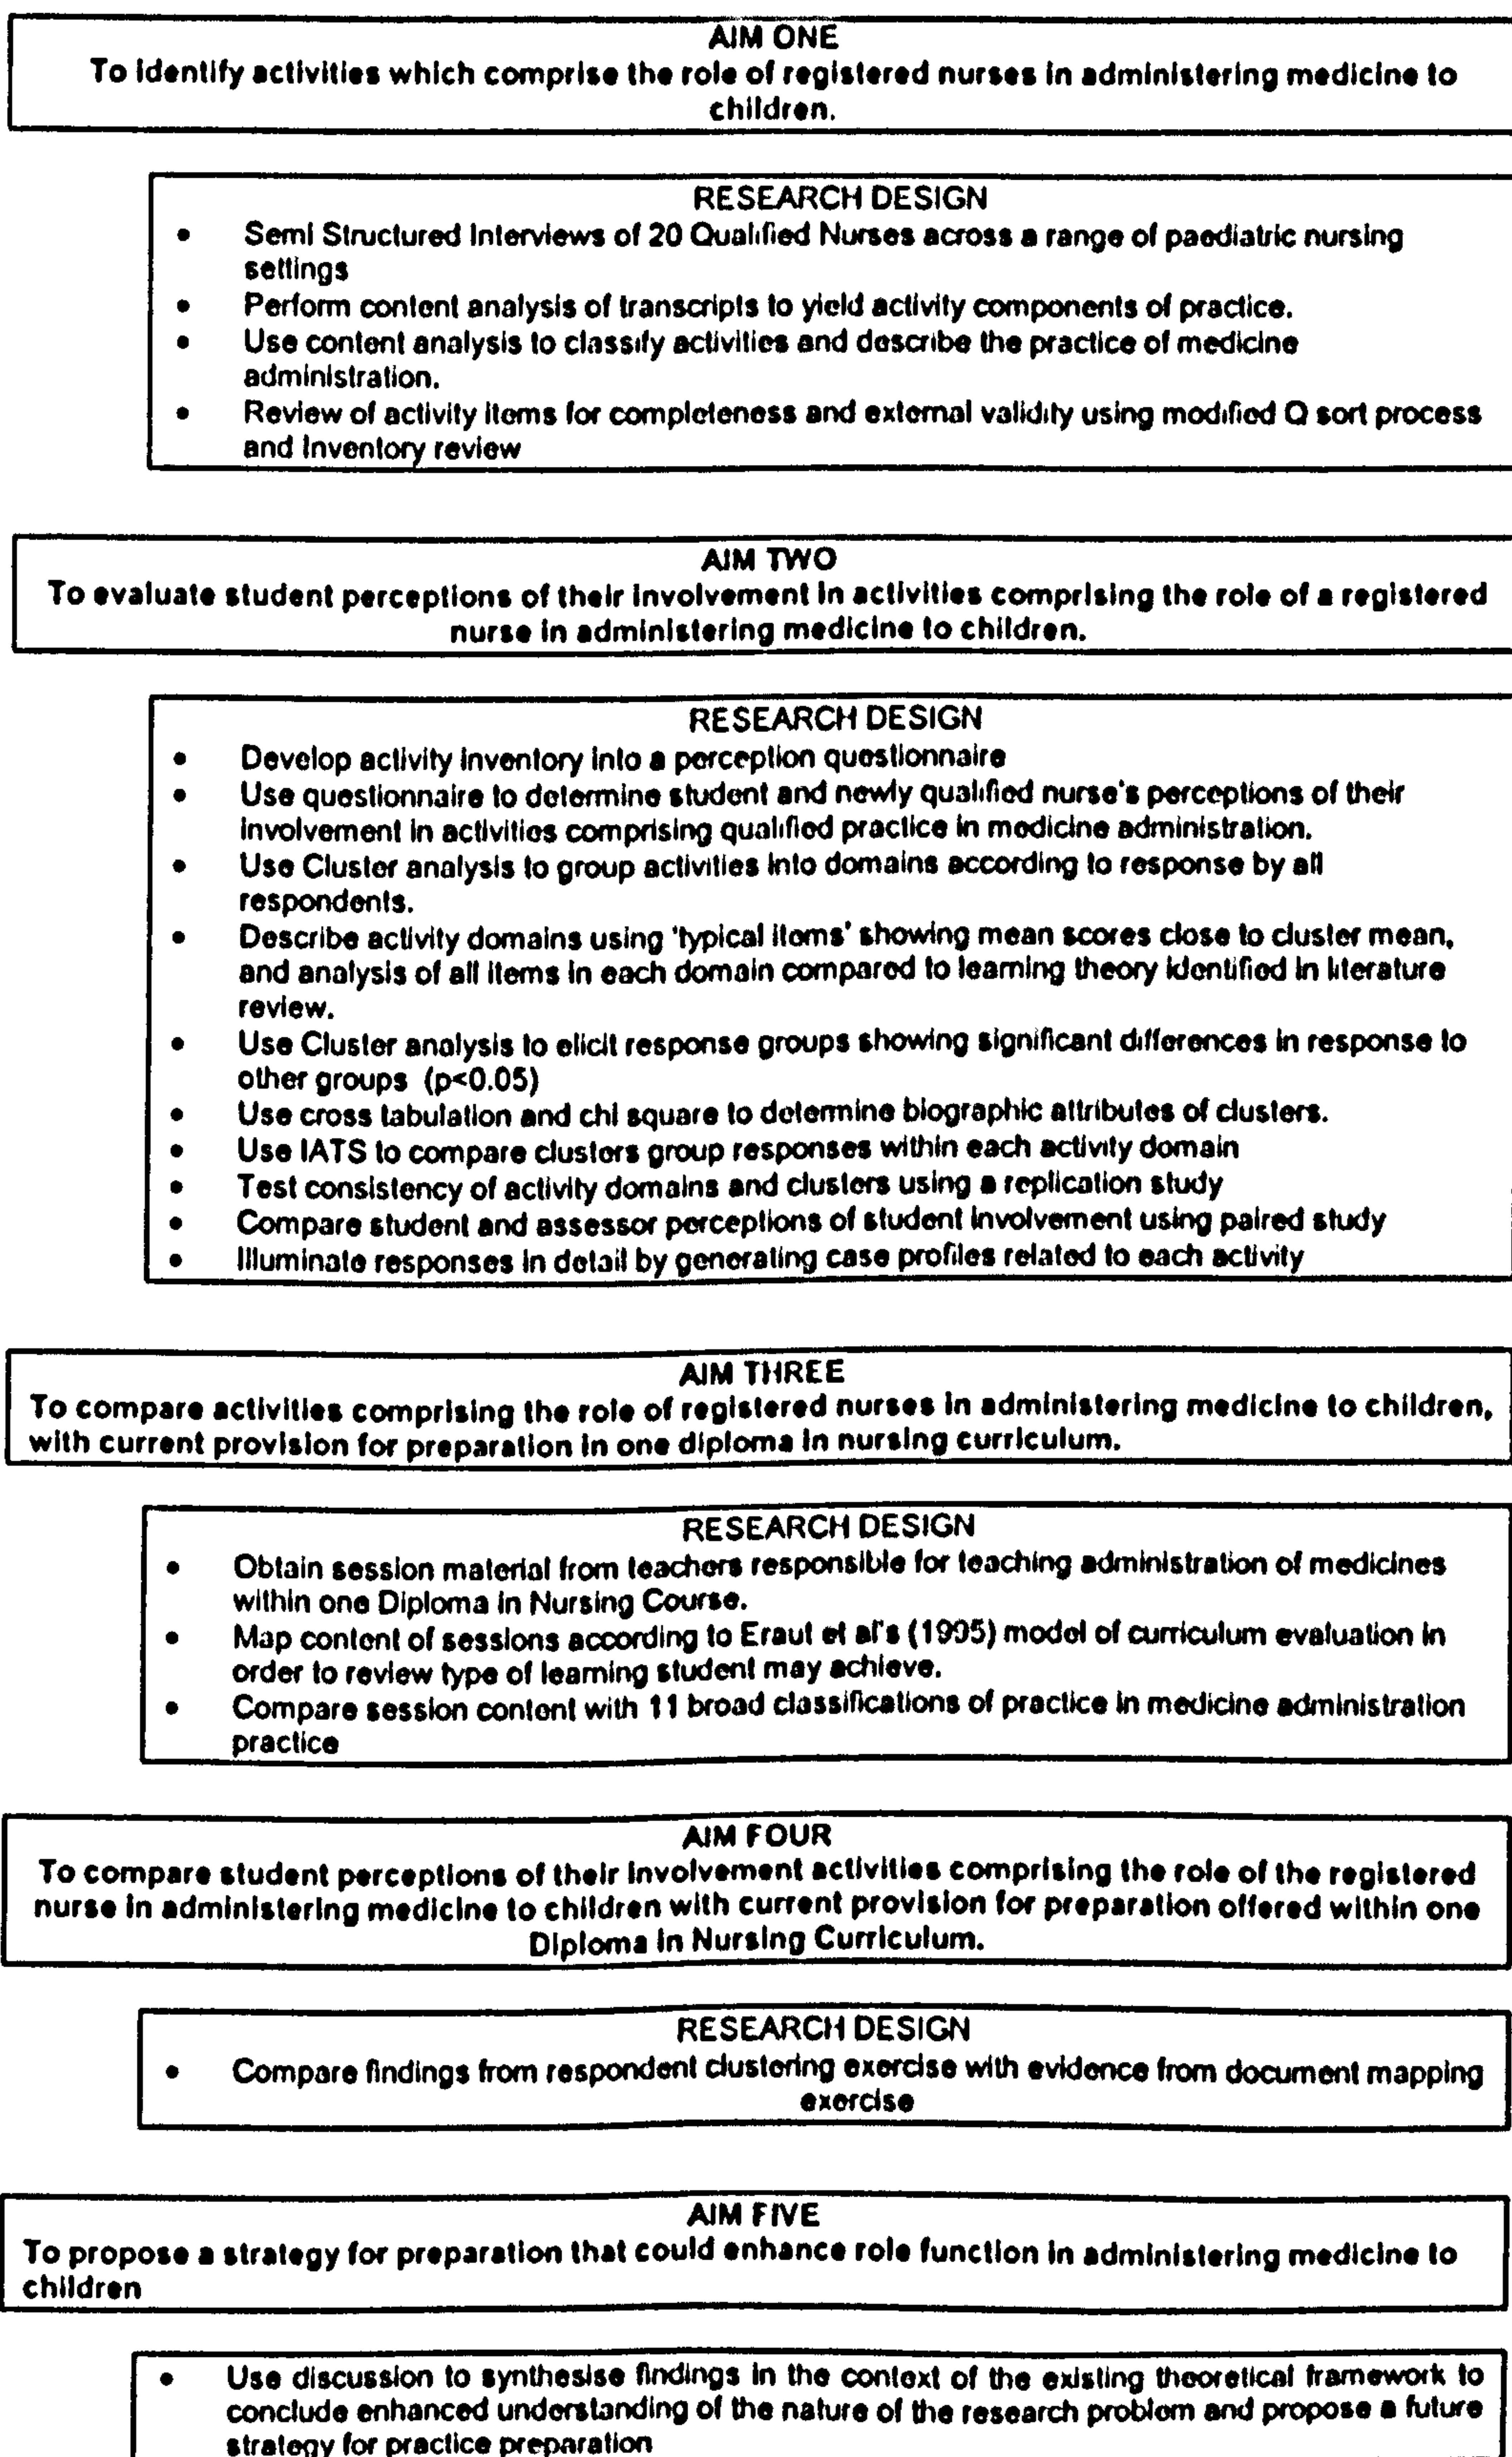 AIM ONE
To identify activities which comprise the role of registered nurses in administering medicine to
children.
RESEARCH DESIGN
• Semi Structured Interviews of 20 Qualified Nurses across a range of paediatric nursing
settings
• Perform content analysis of transcripts to yield activity components of practice.
• Use content analysis to classify activities and describe the practice of medicine
administration.
• Review of activity items for completeness and external validity using modified Q sort process
and Inventory review
AIM TWO
To evaluate student perceptions of their involvement in activities comprising the role of a registered
nurse in administering medicine to children.
RESEARCH DESIGN
• Develop activity inventory into a perception questionnaire
• Use questionnaire to determine student and newly qualified nurse's perceptions of their
involvement in activities comprising qualified practice in medicine administration.
• Use Cluster analysis to group activities into domains according to response by all
respondents.
• Describe activity domains using 'typical items' showing mean scores close to cluster mean,
and analysis of all items in each domain compared to learning theory identified in literature
review.
• Use Cluster analysis to elicit response groups showing significant differences in response to
other groups (p<0.05)
• Use cross tabulation and chi square to determine biographic attributes of clusters.
• Use IATS to compare clusters group responses within each activity domain
• Test consistency of activity domains and clusters using a replication study
• Compare student and assessor perceptions of student involvement using paired study
• Illuminate responses in detail by generating case profiles related to each activity
AIM THREE
To compare activities comprising the role of registered nurses in administering medicine to children,
with current provision for preparation in one diploma in nursing curriculum.
RESEARCH DESIGN
• Obtain session material from teachers responsible for teaching administration of medicines
within one Diploma in Nursing Course.
• Map content of sessions according to Eraut et al's (1995) model of curriculum evaluation in
order to review type of learning student may achieve.
• Compare session content with 11 broad classifications of practice in medicine administration
practice
AIM FOUR
To compare student perceptions of their involvement activities comprising the role of the registered
nurse in administering medicine to children with current provision for preparation offered within one
Diploma in Nursing Curriculum.
RESEARCH DESIGN
• Compare findings from respondent clustering exercise with evidence from document mapping
exercise
AIM FIVE
To propose a strategy for preparation that could enhance role function in administering medicine to
children
• Use discussion to synthesise findings in the context of the existing theoretical framework to
conclude enhanced understanding of the nature of the research problem and propose a future
strategy for practice preparation